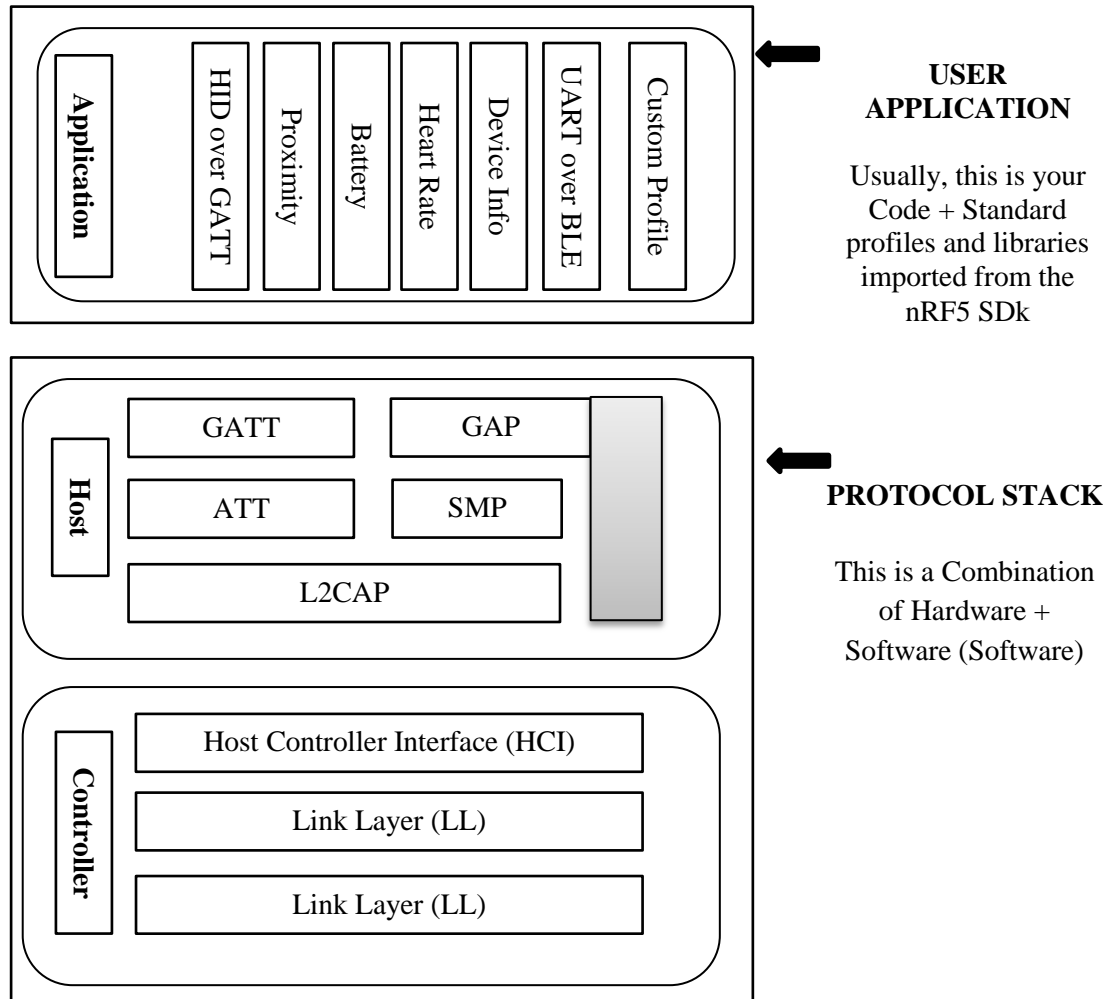 Application
HID over GATT
Proximity
Battery
Heart Rate
Device Info
UART over BLE
Custom Profile
USER
APPLICATION
Usually, this is your
Code + Standard
profiles and libraries
imported from the
nRF5 SDk
Host
GATT
GAP
ATT
SMP
L2CAP
PROTOCOL STACK
This is a Combination
of Hardware +
Software (Software)
Controller
Host Controller Interface (HCI)
Link Layer (LL)
Link Layer (LL)